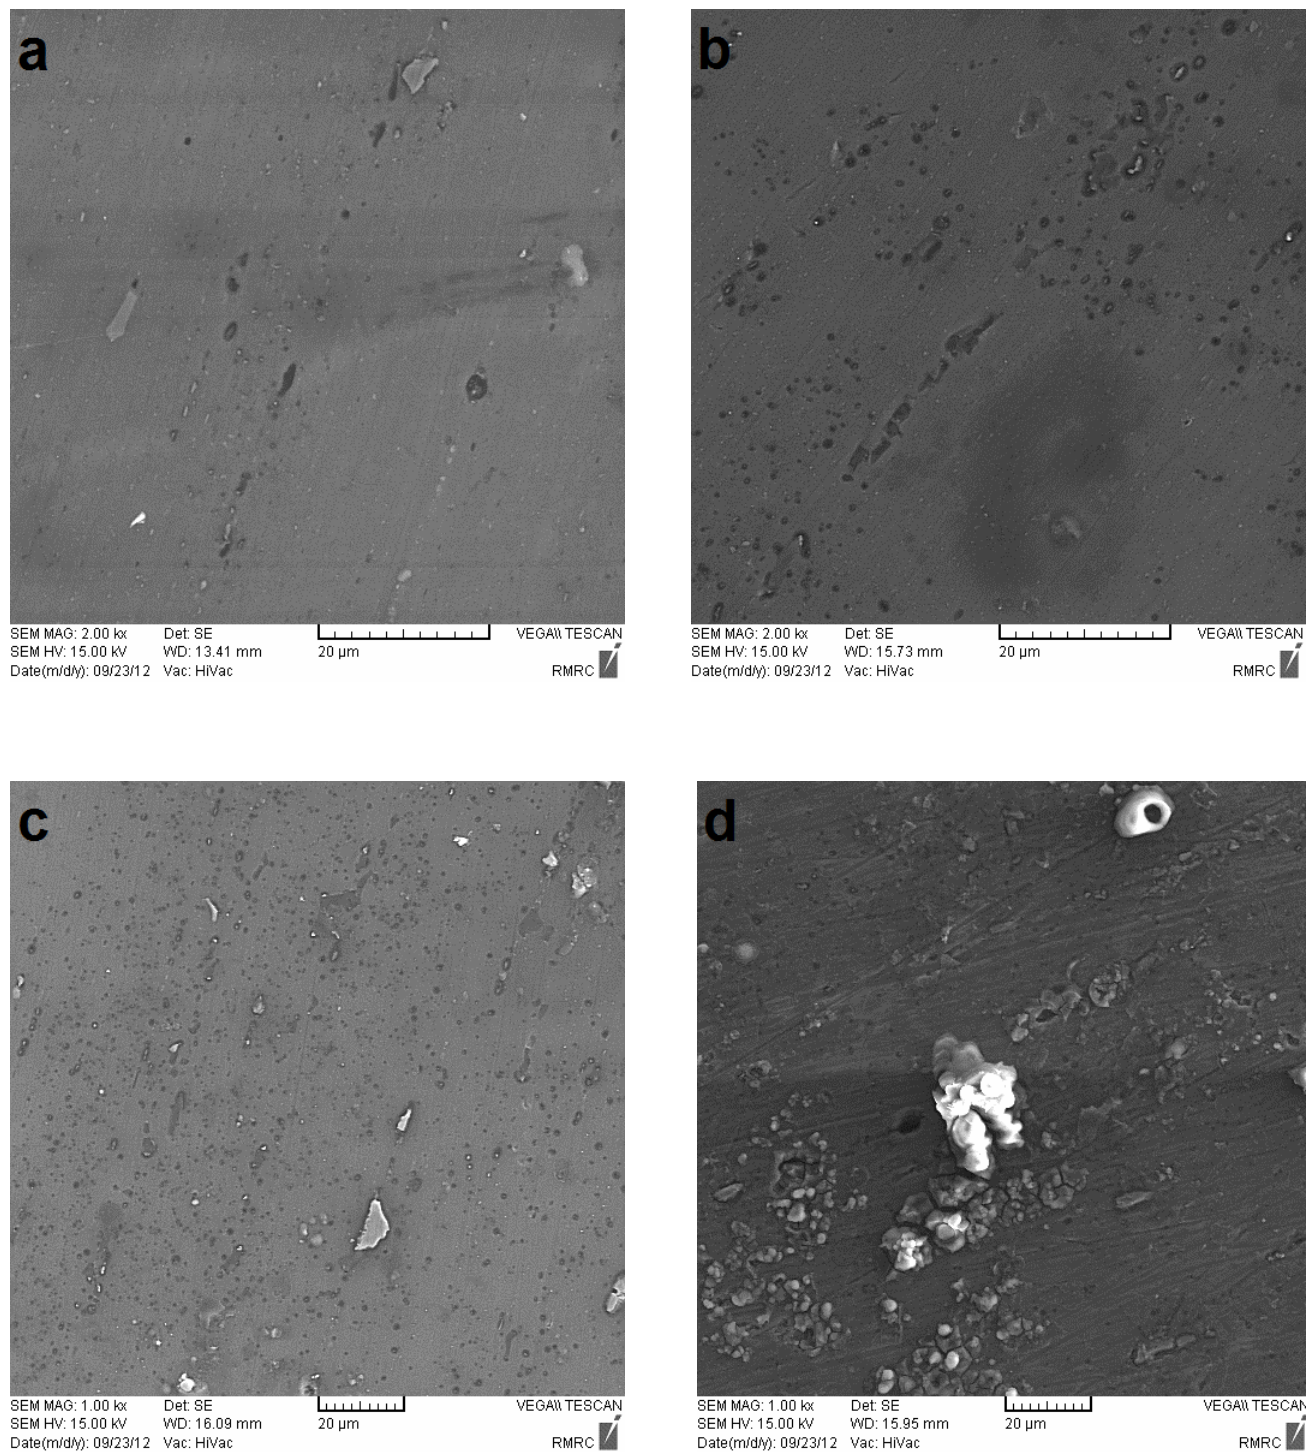 a
b
SEM MAG: 2.00 kx Det: SE VEGA\\ TESCAN
SEM HV: 15.00 kV WD: 13.41 mm 20 µm
Date(m/d/y): 09/23/12 Vac: HiVac RMRC
SEM MAG: 2.00 kx Det: SE VEGA\\ TESCAN
SEM HV: 15.00 kV WD: 15.73 mm 20 µm
Date(m/d/y): 09/23/12 Vac: HiVac RMRC
c
d
SEM MAG: 1.00 kx Det: SE VEGA\\ TESCAN
SEM HV: 15.00 kV WD: 16.09 mm 20 µm
Date(m/d/y): 09/23/12 Vac: HiVac RMRC
SEM MAG: 1.00 kx Det: SE VEGA\\ TESCAN
SEM HV: 15.00 kV WD: 15.95 mm 20 µm
Date(m/d/y): 09/23/12 Vac: HiVac RMRC